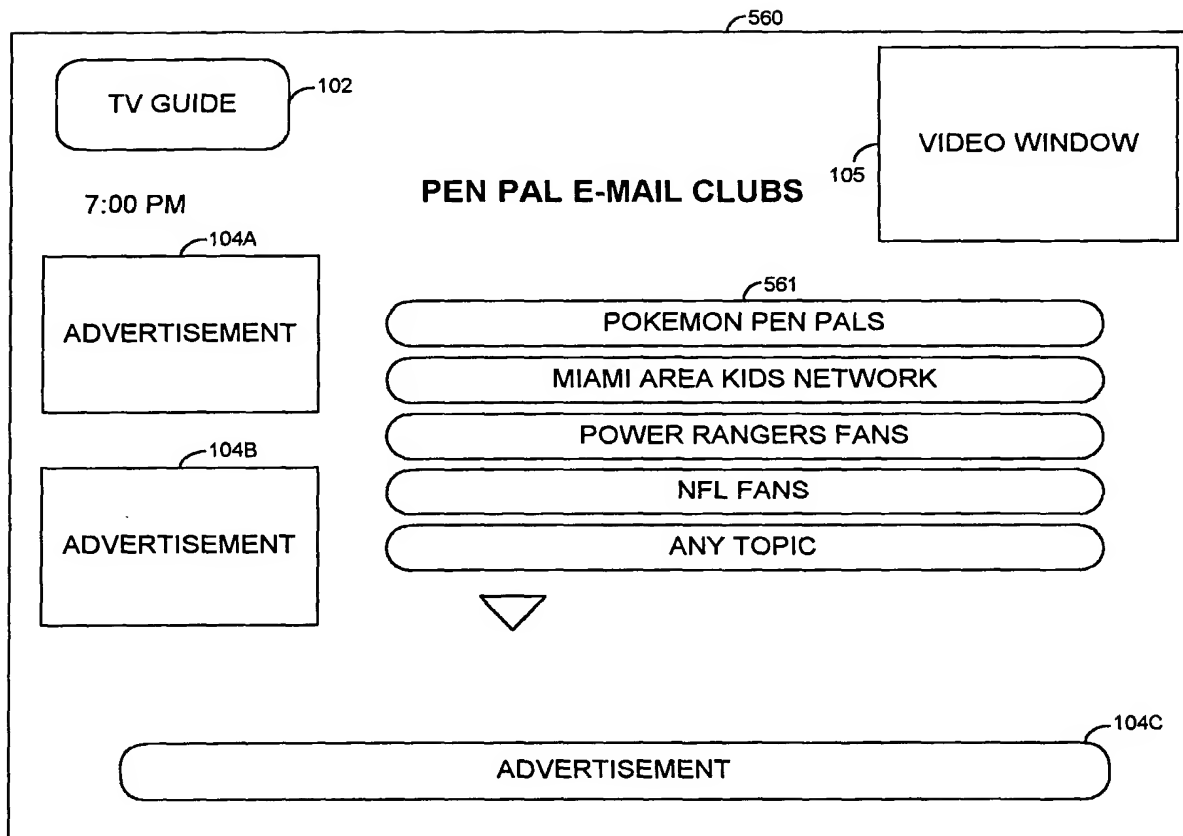 560
TV GUIDE
102
VIDEO WINDOW
105
PEN PAL E-MAIL CLUBS
7:00 PM
104A
ADVERTISEMENT
561
POKEMON PEN PALS
MIAMI AREA KIDS NETWORK
POWER RANGERS FANS
104B
ADVERTISEMENT
NFL FANS
ANY TOPIC
104C
ADVERTISEMENT